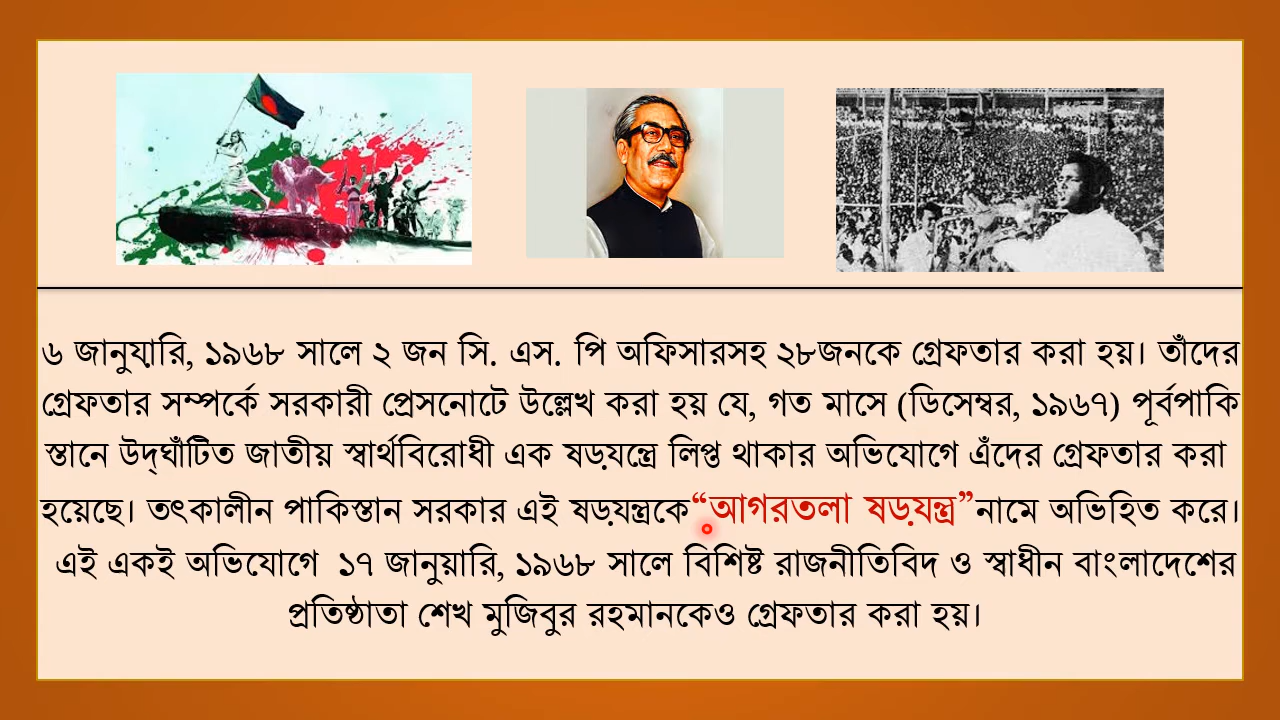 ৬ জানুয়ারি, ১৯৬৮ সালে ২ জন সি. এস. পি অফিসারসহ ২৮জনকে গ্রেফতার করা হয়। তাঁদের
গ্রেফতার সম্পর্কে সরকারী প্রেসনোটে উল্লেখ করা হয় যে, গত মাসে (ডিসেম্বর, ১৯৬৭) পূর্বপাকি
স্তানে উদ্ঘাঁটিত জাতীয় স্বার্থবিরোধী এক ষড়যন্ত্রে লিপ্ত থাকার অভিযোগে এঁদের গ্রেফতার করা
হয়েছে। তৎকালীন পাকিস্তান সরকার এই ষড়যন্ত্রকে“আগরতলা ষড়যন্ত্র”নামে অভিহিত করে।
এই একই অভিযোগে ১৭ জানুয়ারি, ১৯৬৮ সালে বিশিষ্ট রাজনীতিবিদ ও স্বাধীন বাংলাদেশের
প্রতিষ্ঠাতা শেখ মুজিবুর রহমানকেও গ্রেফতার করা হয়।